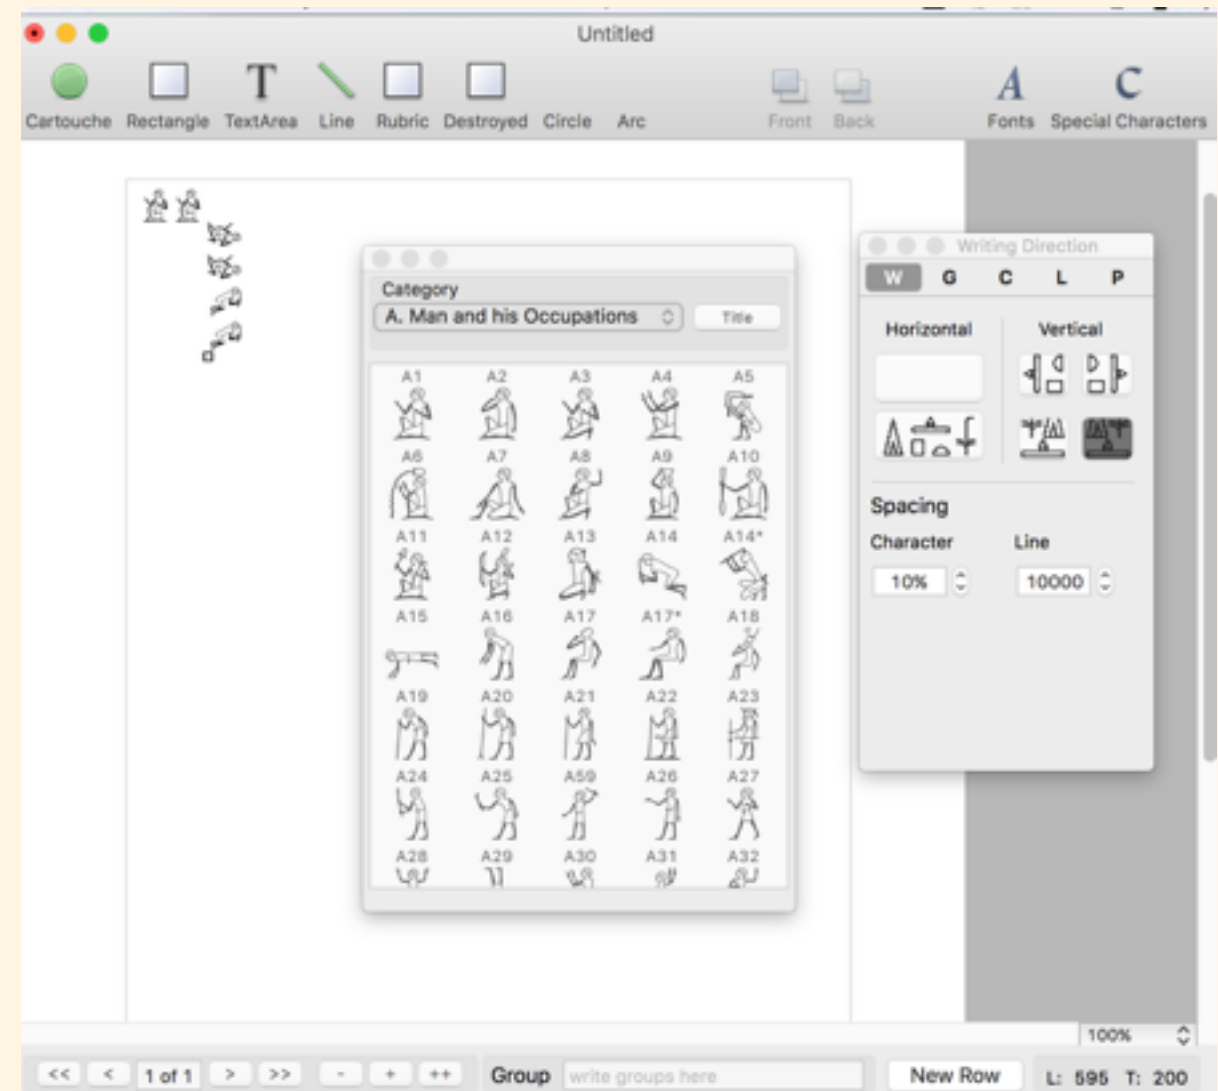 Untitled
Cartouche Rectangle TextArea Line Rubric Destroyed Circle Arc Front Back Fonts Special Characters
Writing Direction
W G C L P
Category
A. Man and his Occupations Title
Horizontal Vertical
A1 A2 A3 A4 A5
A6 A7 A8 A9 A10
A11 A12 A13 A14 A14*
A15 A16 A17 A17* A18
A19 A20 A21 A22 A23
A24 A25 A59 A26 A27
A28 A29 A30 A31 A32
Spacing
Character Line
10% 10000
100%
<< < 1 of 1 > >> - + ++ Group write groups here New Row L: 595 T: 200